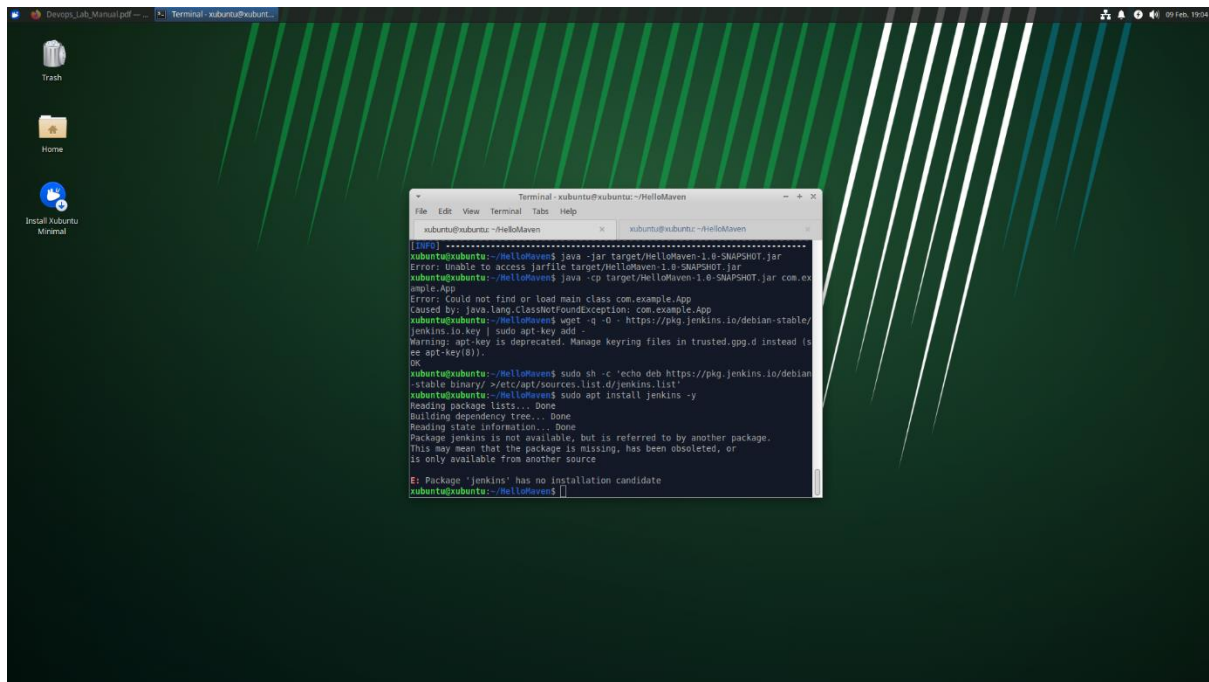 Devops_Lab_Manual.pdf — ...
Terminal - xubuntu@xubunt...
09 Feb, 19:04
Trash
Home
Install Xubuntu
Minimal
Terminal - xubuntu@xubuntu: ~/HelloMaven
File Edit View Terminal Tabs Help
xubuntu@xubuntu: ~/HelloMaven
xubuntu@xubuntu: ~/HelloMaven
[INFO] ------------------------------------------------------------------------
xubuntu@xubuntu:~/HelloMaven$ java -jar target/HelloMaven-1.0-SNAPSHOT.jar
Error: Unable to access jarfile target/HelloMaven-1.0-SNAPSHOT.jar
xubuntu@xubuntu:~/HelloMaven$ java -cp target/HelloMaven-1.0-SNAPSHOT.jar com.ex
ample.App
Error: Could not find or load main class com.example.App
Caused by: java.lang.ClassNotFoundException: com.example.App
xubuntu@xubuntu:~/HelloMaven$ wget -q -O - https://pkg.jenkins.io/debian-stable/
jenkins.io.key | sudo apt-key add -
Warning: apt-key is deprecated. Manage keyring files in trusted.gpg.d instead (s
ee apt-key(8)).
OK
xubuntu@xubuntu:~/HelloMaven$ sudo sh -c 'echo deb https://pkg.jenkins.io/debian
-stable binary/ >/etc/apt/sources.list.d/jenkins.list'
xubuntu@xubuntu:~/HelloMaven$ sudo apt install jenkins -y
Reading package lists... Done
Building dependency tree... Done
Reading state information... Done
Package jenkins is not available, but is referred to by another package.
This may mean that the package is missing, has been obsoleted, or
is only available from another source
E: Package 'jenkins' has no installation candidate
xubuntu@xubuntu:~/HelloMaven$